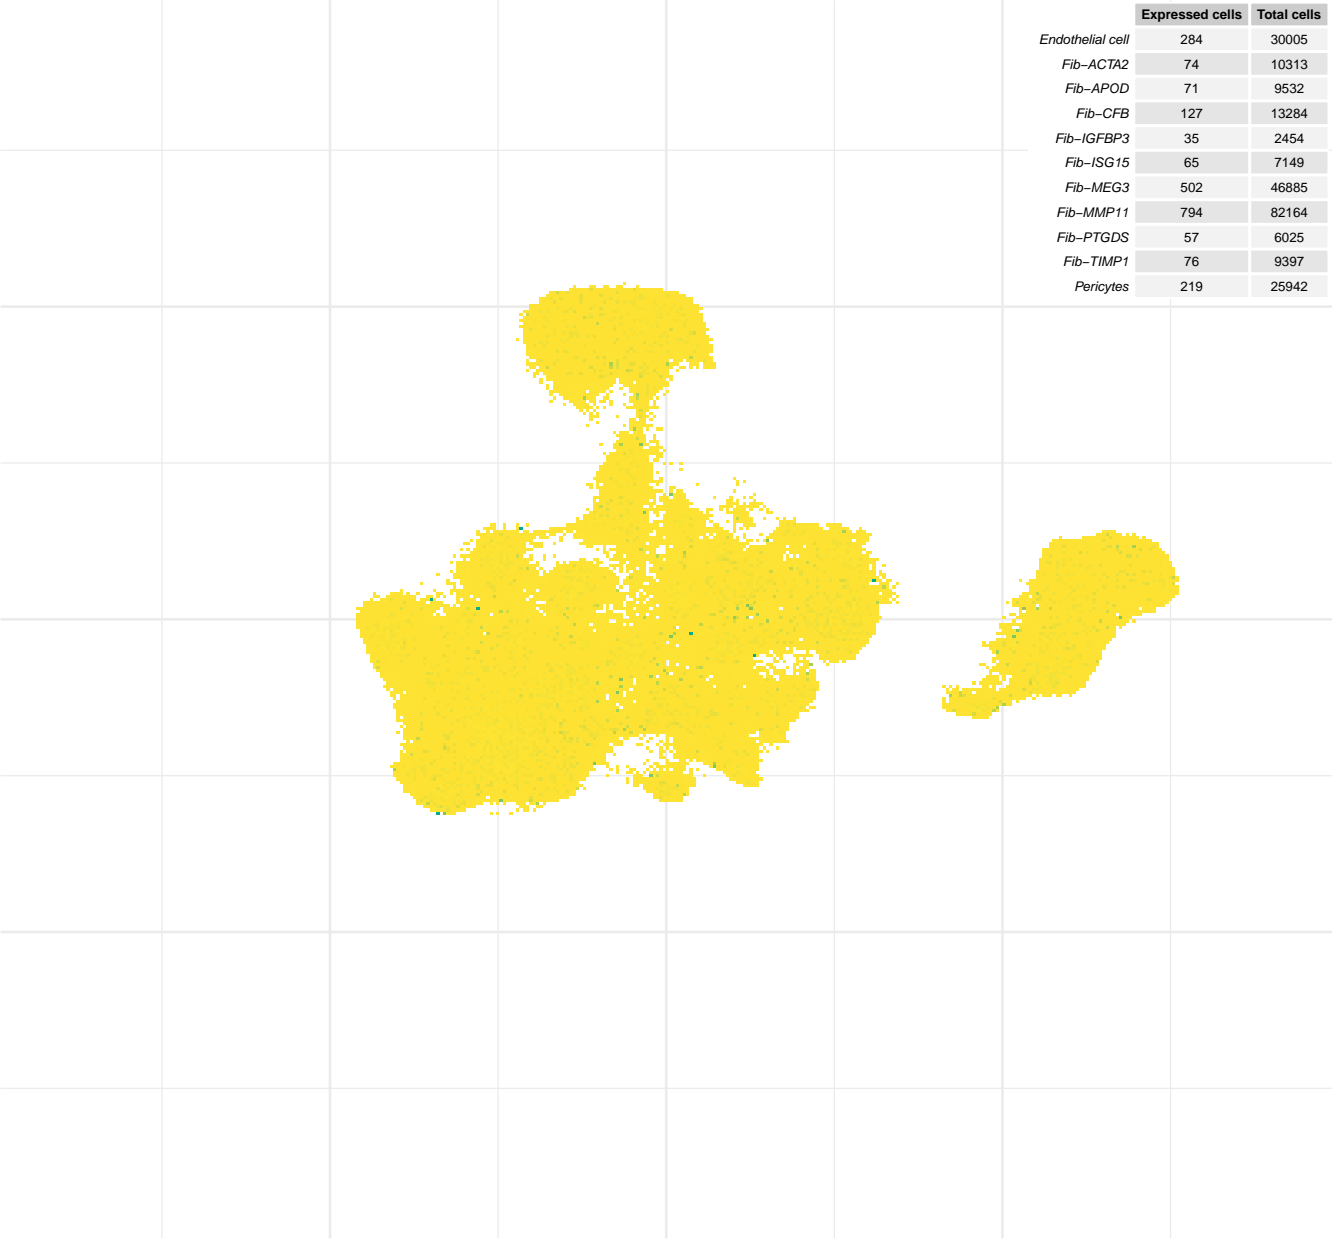 Expressed cells Total cells
Endothelial cell 284 30005
Fib−ACTA2 74 10313
Fib−APOD 71 9532
Fib−CFB 127 13284
Fib−IGFBP3 35 2454
Fib−ISG15 65 7149
Fib−MEG3 502 46885
Fib−MMP11 794 82164
Fib−PTGDS 57 6025
Fib−TIMP1 76 9397
Pericytes 219 25942